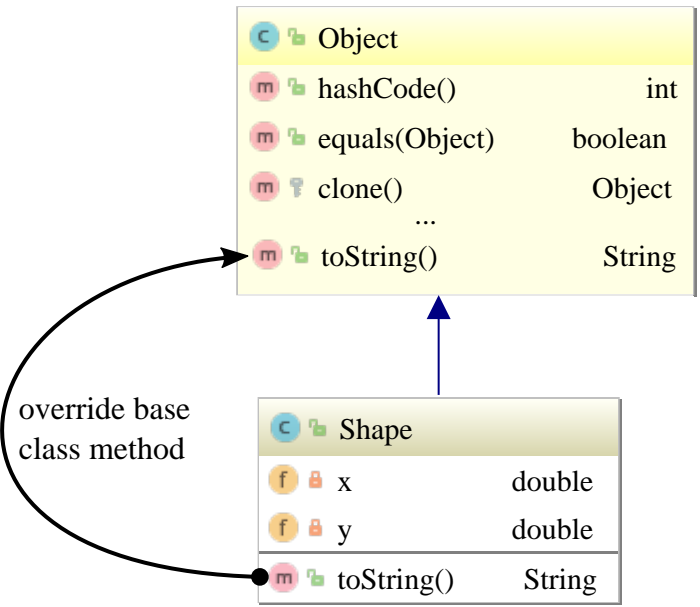 c Object
m hashCode() int
m equals(Object) boolean
m clone() Object
...
m toString() String
override base
class method
c Shape
f x double
f y double
m toString() String